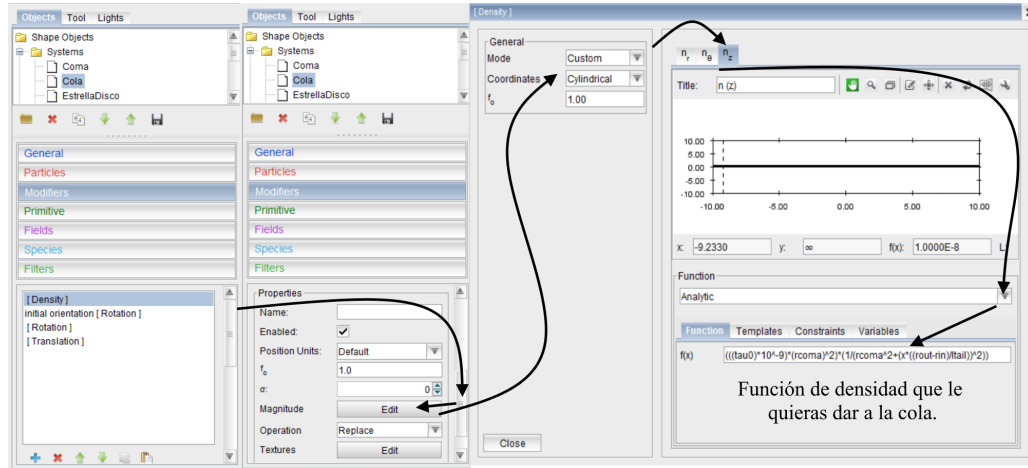 Objects Tool Lights
Shape Objects
Systems
Coma
Cola
EstrellaDisco
General
Particles
Modifiers
Primitive
Fields
Species
Filters
[ Density ]
initial orientation [ Rotation ]
[ Rotation ]
[ Translation ]
Objects Tool Lights
Shape Objects
Systems
Coma
Cola
EstrellaDisco
General
Particles
Modifiers
Primitive
Fields
Species
Filters
Properties
Name:
Enabled:
Position Units: Default
f₀ 1.0
σ: 0
Magnitude Edit
Operation Replace
Textures Edit
[ Density ]
General
Mode Custom
Coordinates Cylindrical
f₀ 1.00
Close
nᵣ n_θ n_z
Title: n (z)
10.00
5.00
0.00
-5.00
-10.00
-10.00 -5.00 0.00 5.00 10.00
x: -9.2330 y: ∞ f(x): 1.0000E-8 L:
Function
Analytic
Function Templates Constraints Variables
f(x) (((tau0)*10^-9)*(rcoma)^2)*(1/(rcoma^2+(x*((rout-rin)/ltail))^2))
Función de densidad que le
quieras dar a la cola.